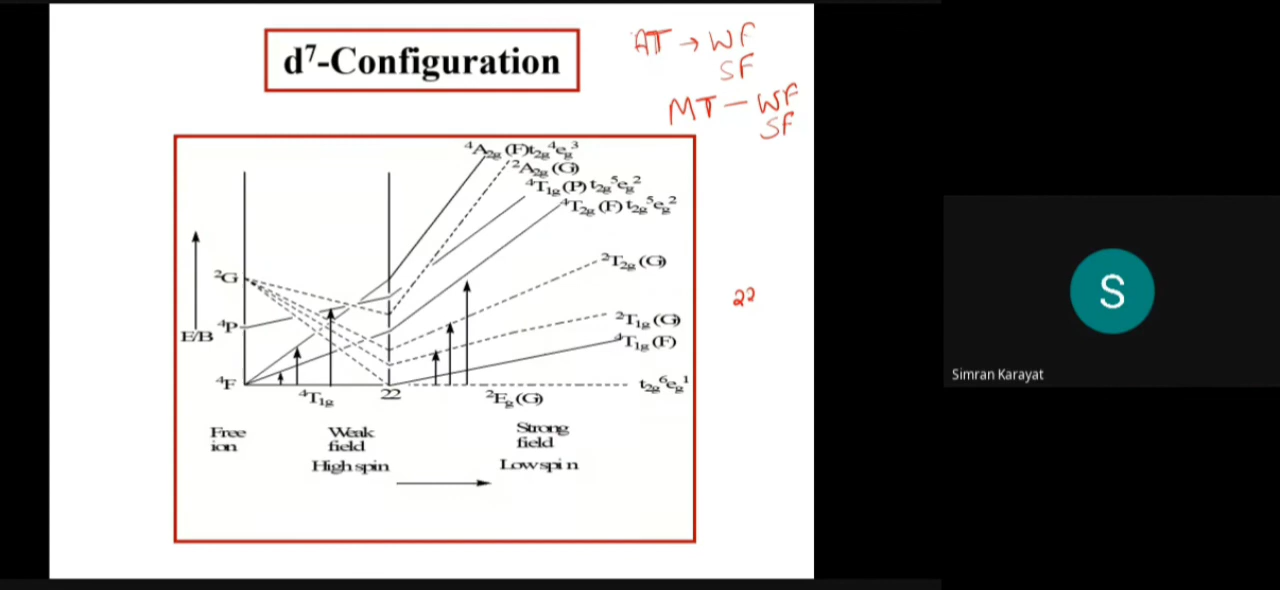 d⁷-Configuration
AT → WF
SF
MT – WF
SF
⁴A₂g (F) t₂g⁴eg³
²A₂g (G)
⁴T₁g (P) t₂g⁵eg²
⁴T₂g (F) t₂g⁵eg²
²T₂g (G)
²G
22
²T₁g (G)
⁴P
E/B
⁴T₁g (F)
⁴F
t₂g⁶eg¹
⁴T₁g
22
²Eg (G)
Free ion
Weak field
Strong field
High spin
Low spin
S
Simran Karayat